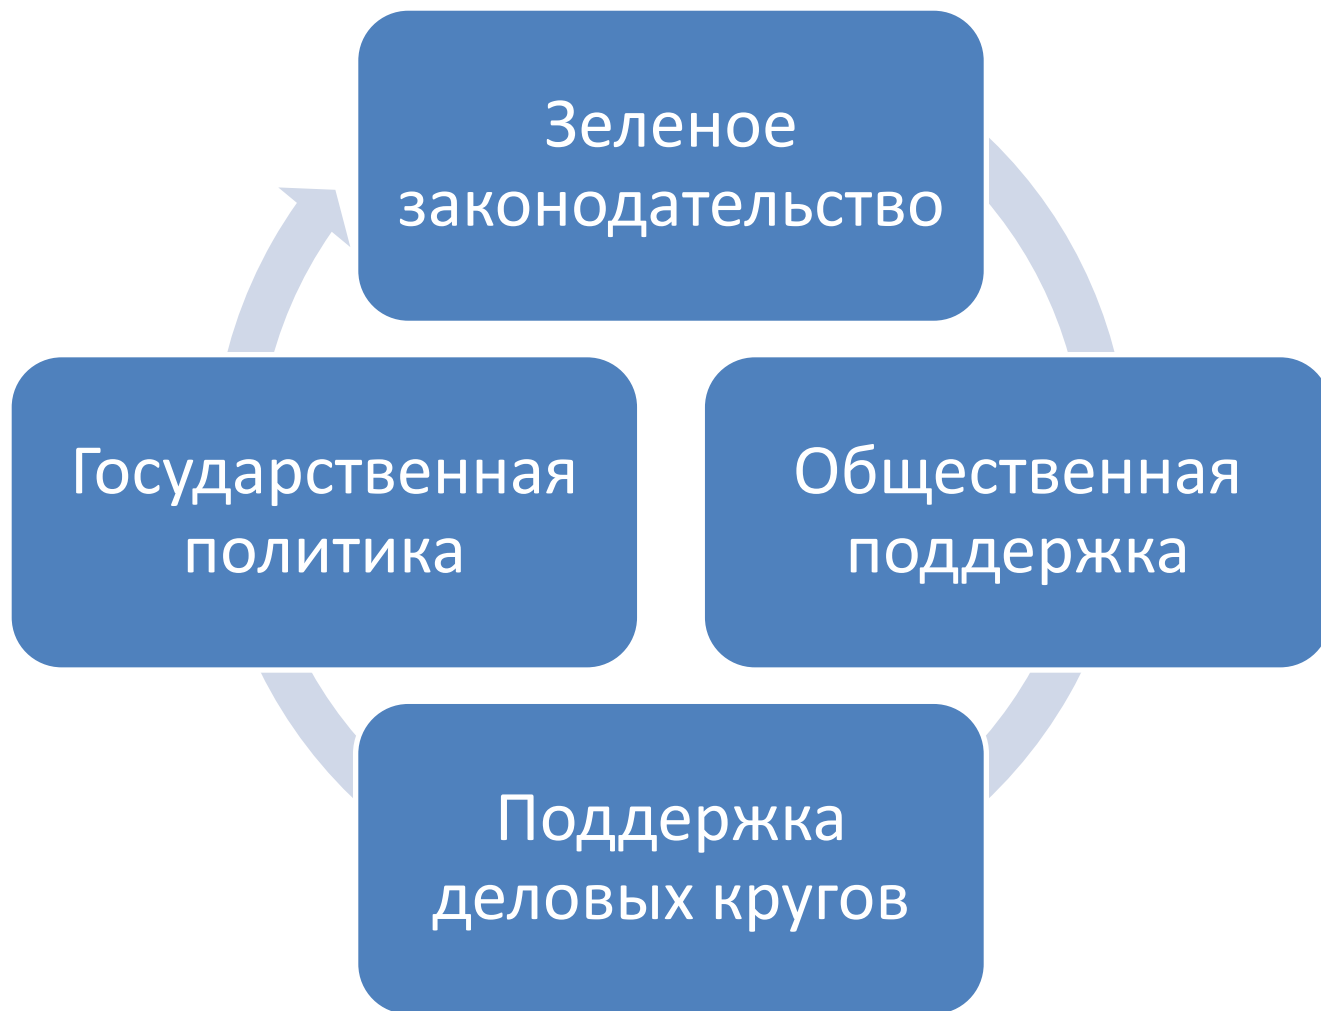 Зеленое
законодательство
Государственная
политика
Общественная
поддержка
Поддержка
деловых кругов